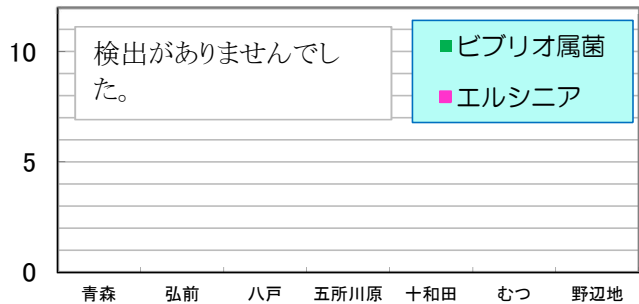 10
5
0
検出がありませんでし
た。
ビブリオ属菌
エルシニア
青森 弘前 八戸 五所川原 十和田 むつ 野辺地